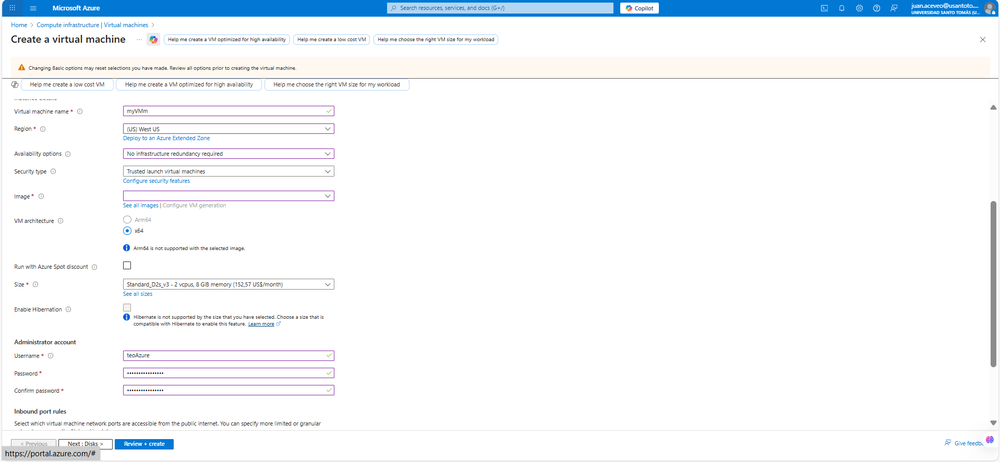 Microsoft Azure
Search resources, services, and docs (G+/)
Copilot
juan.aceveo@usantoto....
UNIVERSIDAD SANTO TOMÁS (U...
Home > Compute infrastructure | Virtual machines >
Create a virtual machine ...
Help me create a VM optimized for high availability
Help me create a low cost VM
Help me choose the right VM size for my workload
Changing Basic options may reset selections you have made. Review all options prior to creating the virtual machine.
Help me create a low cost VM
Help me create a VM optimized for high availability
Help me choose the right VM size for my workload
Instance details
Virtual machine name *
myVMm
Region *
(US) West US
Deploy to an Azure Extended Zone
Availability options
No infrastructure redundancy required
Security type
Trusted launch virtual machines
Configure security features
Image *
See all images | Configure VM generation
VM architecture
Arm64
x64
Arm64 is not supported with the selected image.
Run with Azure Spot discount
Size *
Standard_D2s_v3 - 2 vcpus, 8 GiB memory (152,57 US$/month)
See all sizes
Enable Hibernation
Hibernate is not supported by the size that you have selected. Choose a size that is
compatible with Hibernate to enable this feature. Learn more
Administrator account
Username *
teoAzure
Password *
••••••••••••••••
Confirm password *
••••••••••••••••
Inbound port rules
Select which virtual machine network ports are accessible from the public internet. You can specify more limited or granular
< Previous
Next : Disks >
Review + create
Give feedb
https://portal.azure.com/#